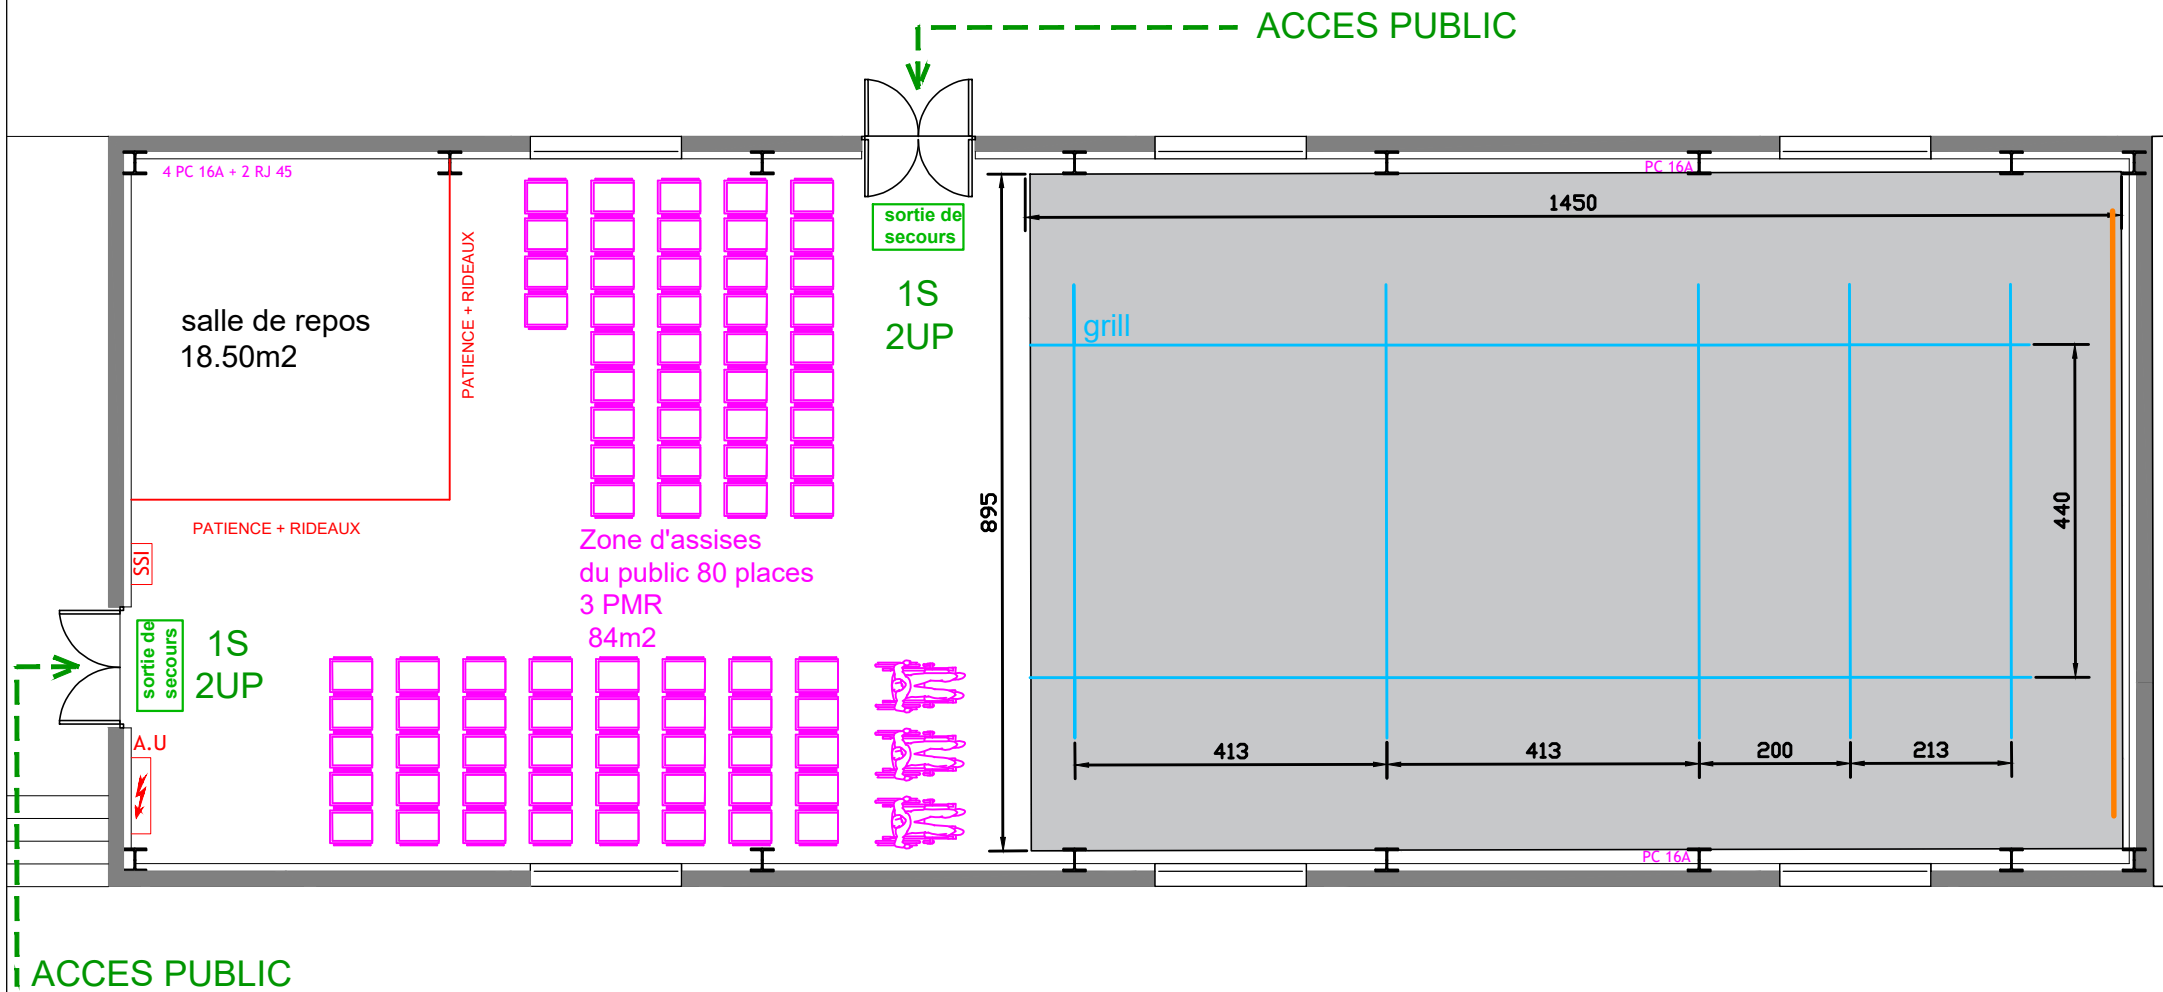 ACCES PUBLIC
4 PC 16A + 2 RJ 45
PC 16A
sortie de
secours
1450
PATIENCE + RIDEAUX
salle de repos
18.50m2
1S
2UP
grill
895
440
PATIENCE + RIDEAUX
SSI
Zone d'assises
du public 80 places
3 PMR
84m2
sortie de
secours
1S
2UP
A.U
413
413
200
213
PC 16A
ACCES PUBLIC